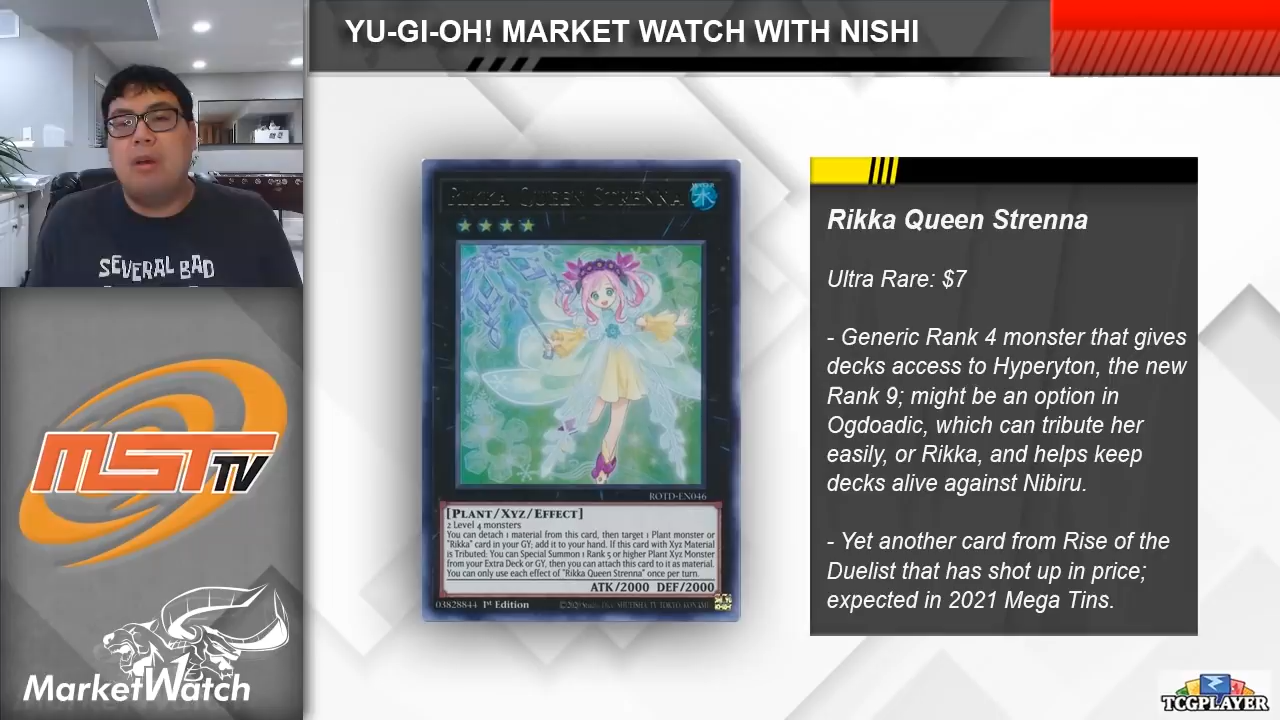 YU-GI-OH! MARKET WATCH WITH NISHI
SEVERAL BAD
RIKKA QUEEN STRENNA
水
ROTD-EN046
[PLANT/XYZ/EFFECT]
2 Level 4 monsters
You can detach 1 material from this card, then target 1 Plant monster or
"Rikka" card in your GY; add it to your hand. If this card with Xyz Material
is Tributed: You can Special Summon 1 Rank 5 or higher Plant Xyz Monster
from your Extra Deck or GY, then you can attach this card to it as material.
You can only use each effect of "Rikka Queen Strenna" once per turn.
ATK/2000 DEF/2000
03828844 1st Edition
Rikka Queen Strenna
Ultra Rare: $7
- Generic Rank 4 monster that gives
decks access to Hyperyton, the new
Rank 9; might be an option in
Ogdoadic, which can tribute her
easily, or Rikka, and helps keep
decks alive against Nibiru.
- Yet another card from Rise of the
Duelist that has shot up in price;
expected in 2021 Mega Tins.
MST TV
MarketWatch
TCGPLAYER